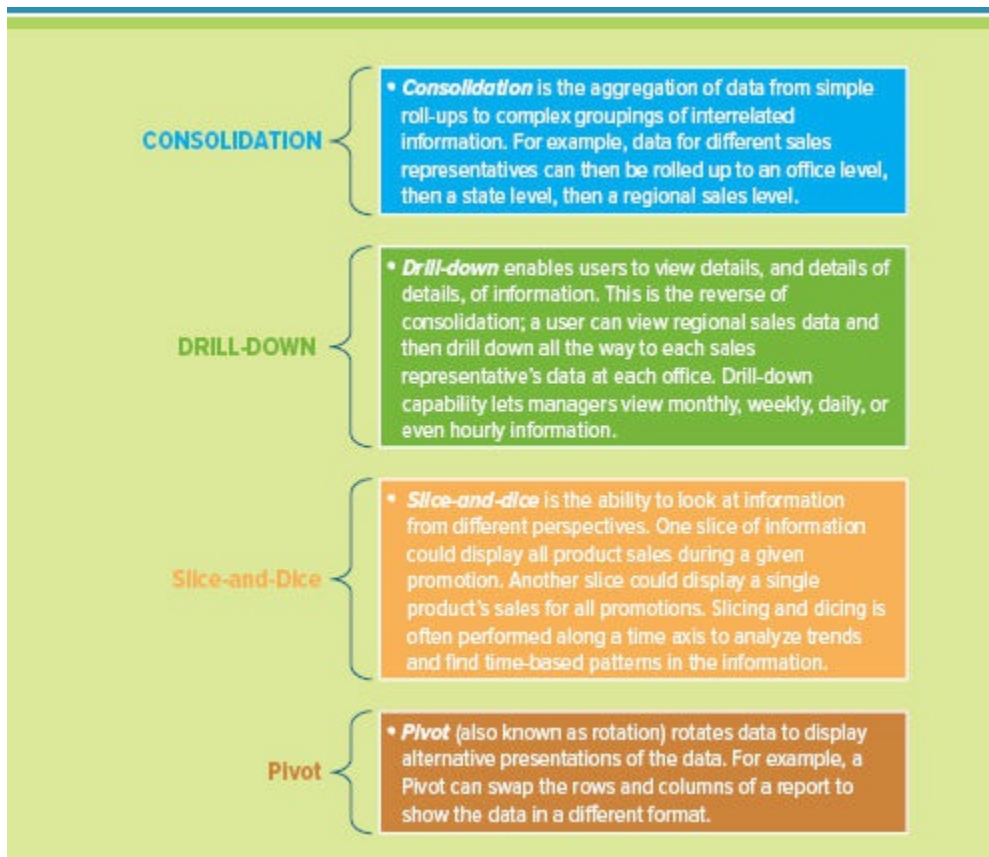 CONSOLIDATION
• Consolidation is the aggregation of data from simple
roll-ups to complex groupings of interrelated
information. For example, data for different sales
representatives can then be rolled up to an office level,
then a state level, then a regional sales level.
DRILL-DOWN
• Drill-down enables users to view details, and details of
details, of information. This is the reverse of
consolidation; a user can view regional sales data and
then drill down all the way to each sales
representative's data at each office. Drill-down
capability lets managers view monthly, weekly, daily, or
even hourly information.
Slice-and-Dice
• Slice-and-dice is the ability to look at information
from different perspectives. One slice of information
could display all product sales during a given
promotion. Another slice could display a single
product's sales for all promotions. Slicing and dicing is
often performed along a time axis to analyze trends
and find time-based patterns in the information.
Pivot
• Pivot (also known as rotation) rotates data to display
alternative presentations of the data. For example, a
Pivot can swap the rows and columns of a report to
show the data in a different format.